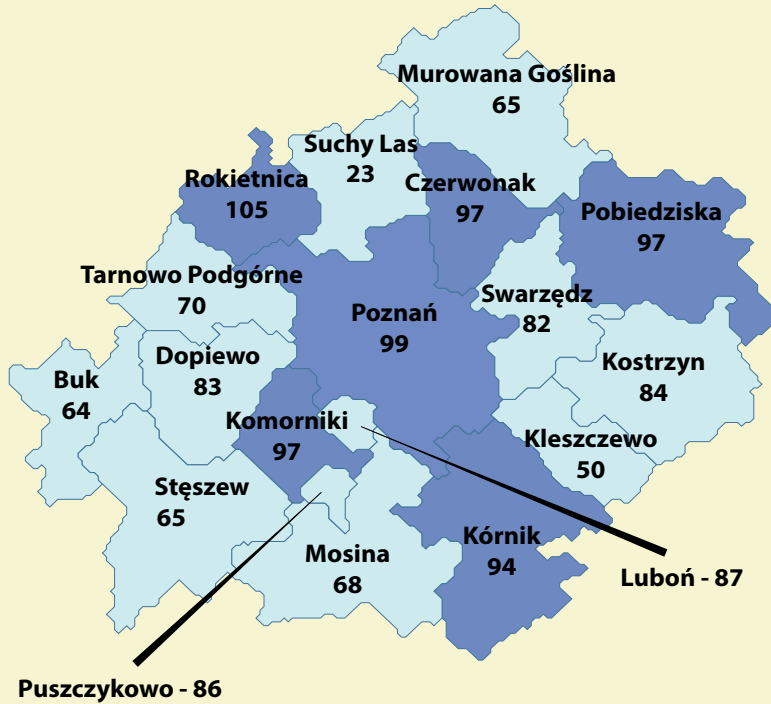 Murowana Goślina
65
Suchy Las
23
Rokietnica
105
Czerwonak
97
Pobiedziska
97
Tarnowo Podgórne
70
Poznań
99
Swarzędz
82
Buk
64
Dopiewo
83
Kostrzyn
84
Komorniki
97
Kleszczewo
50
Stęszew
65
Mosina
68
Kórnik
94
Luboń - 87
Puszczykowo - 86